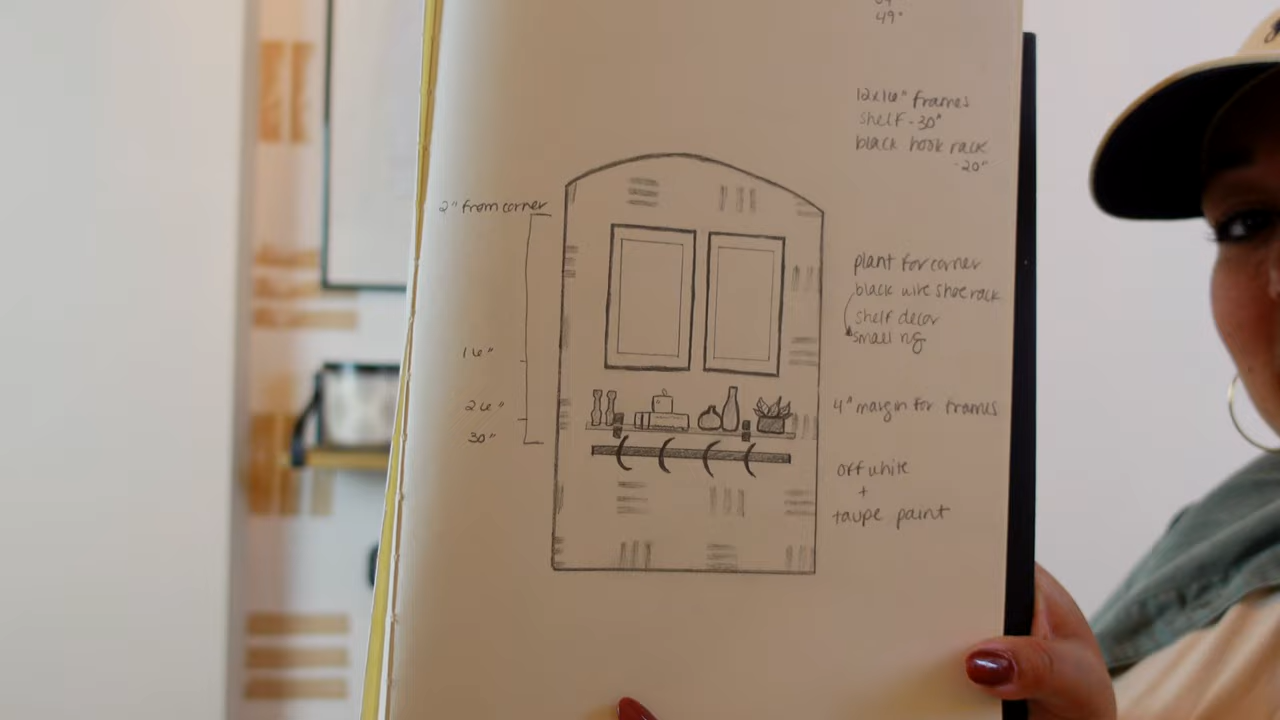 49"
12x16" frames
shelf - 30"
black hook rack
- 20"
2" from corner
plant for corner
black wire shoe rack
shelf decor
small rug
16"
26"
30"
4" margin for frames
off white
+
taupe paint